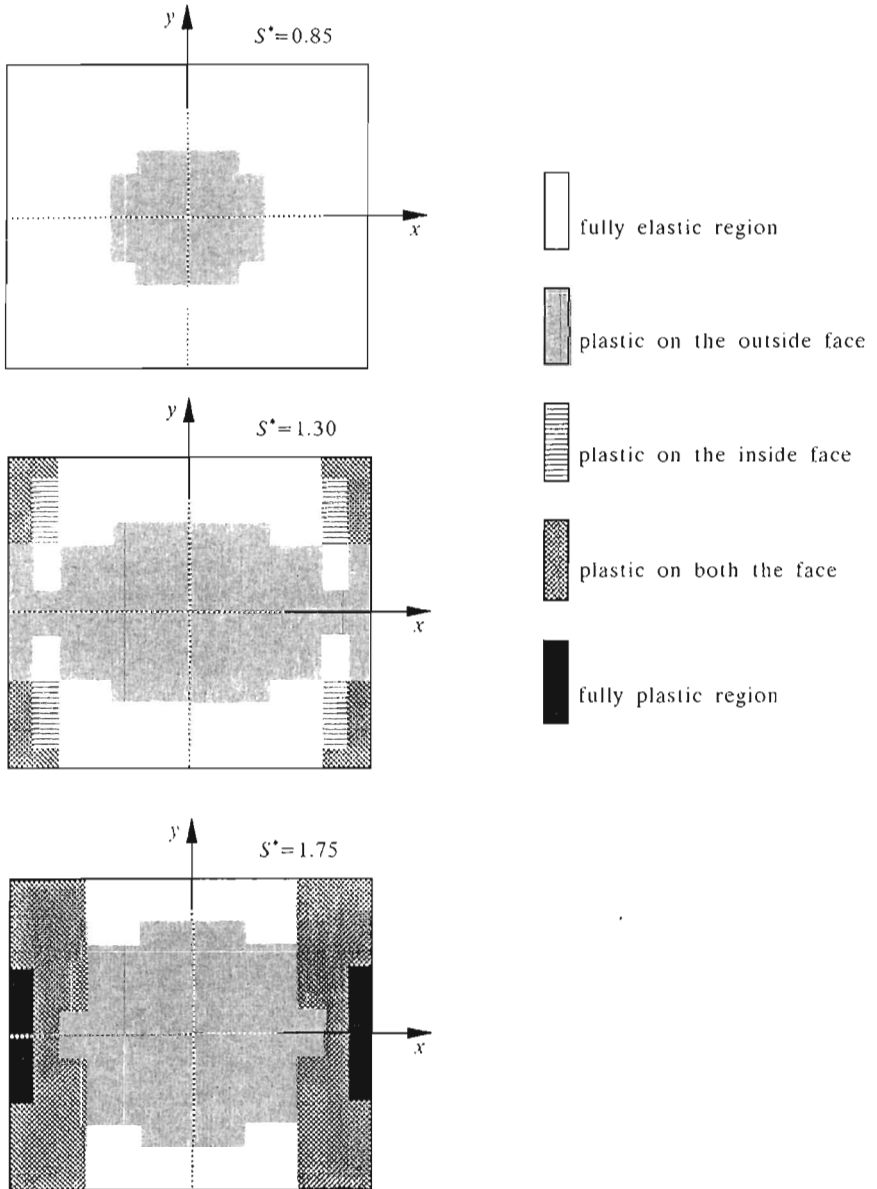 y
S*=0.85
x
fully elastic region
plastic on the outside face
y
S*=1.30
plastic on the inside face
plastic on both the face
x
fully plastic region
y
S*=1.75
x